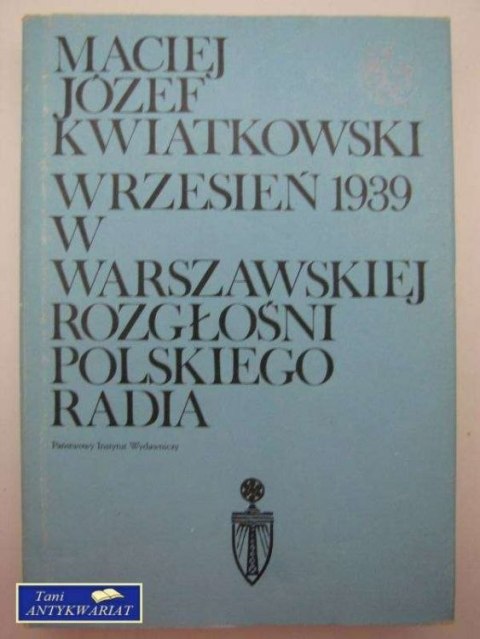 MACIEJ
JÓZEF
KWIATKOWSKI
WRZESIEŃ 1939
W
WARSZAWSKIEJ
ROZGŁOŚNI
POLSKIEGO
RADIA
Państwowy Instytut Wydawniczy
Tani
ANTYKWARIAT